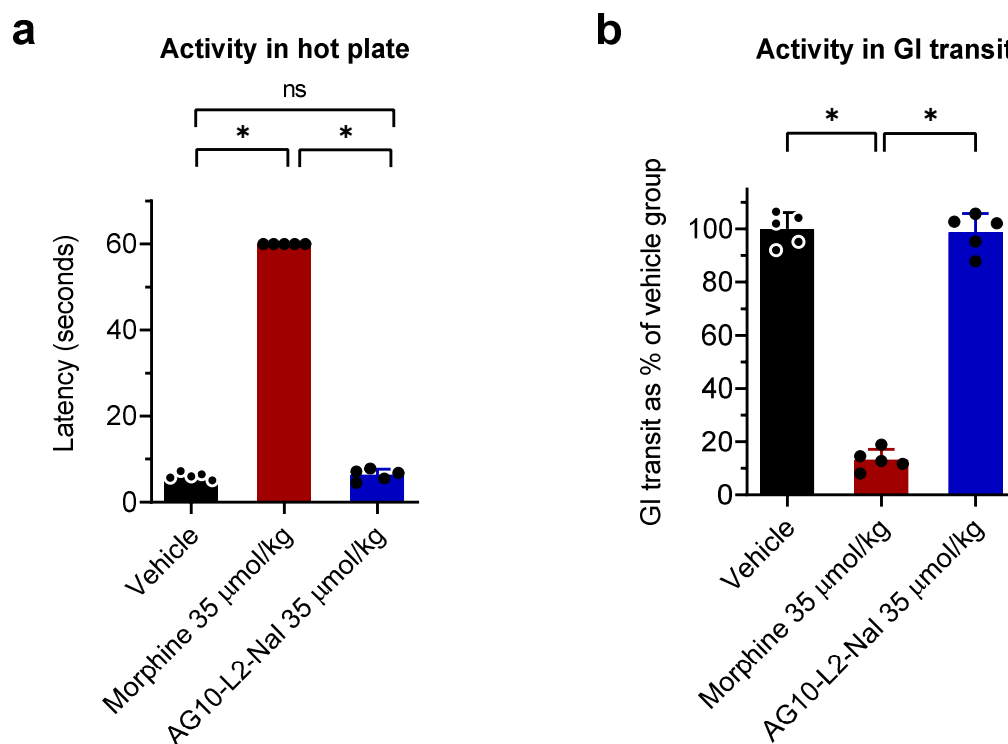 a
Activity in hot plate
ns
*
*
Latency (seconds)
60
40
20
0
Vehicle
Morphine 35 µmol/kg
AG10-L2-Nal 35 µmol/kg
b
Activity in GI transit
*
*
GI transit as % of vehicle group
100
80
60
40
20
0
Vehicle
Morphine 35 µmol/kg
AG10-L2-Nal 35 µmol/kg